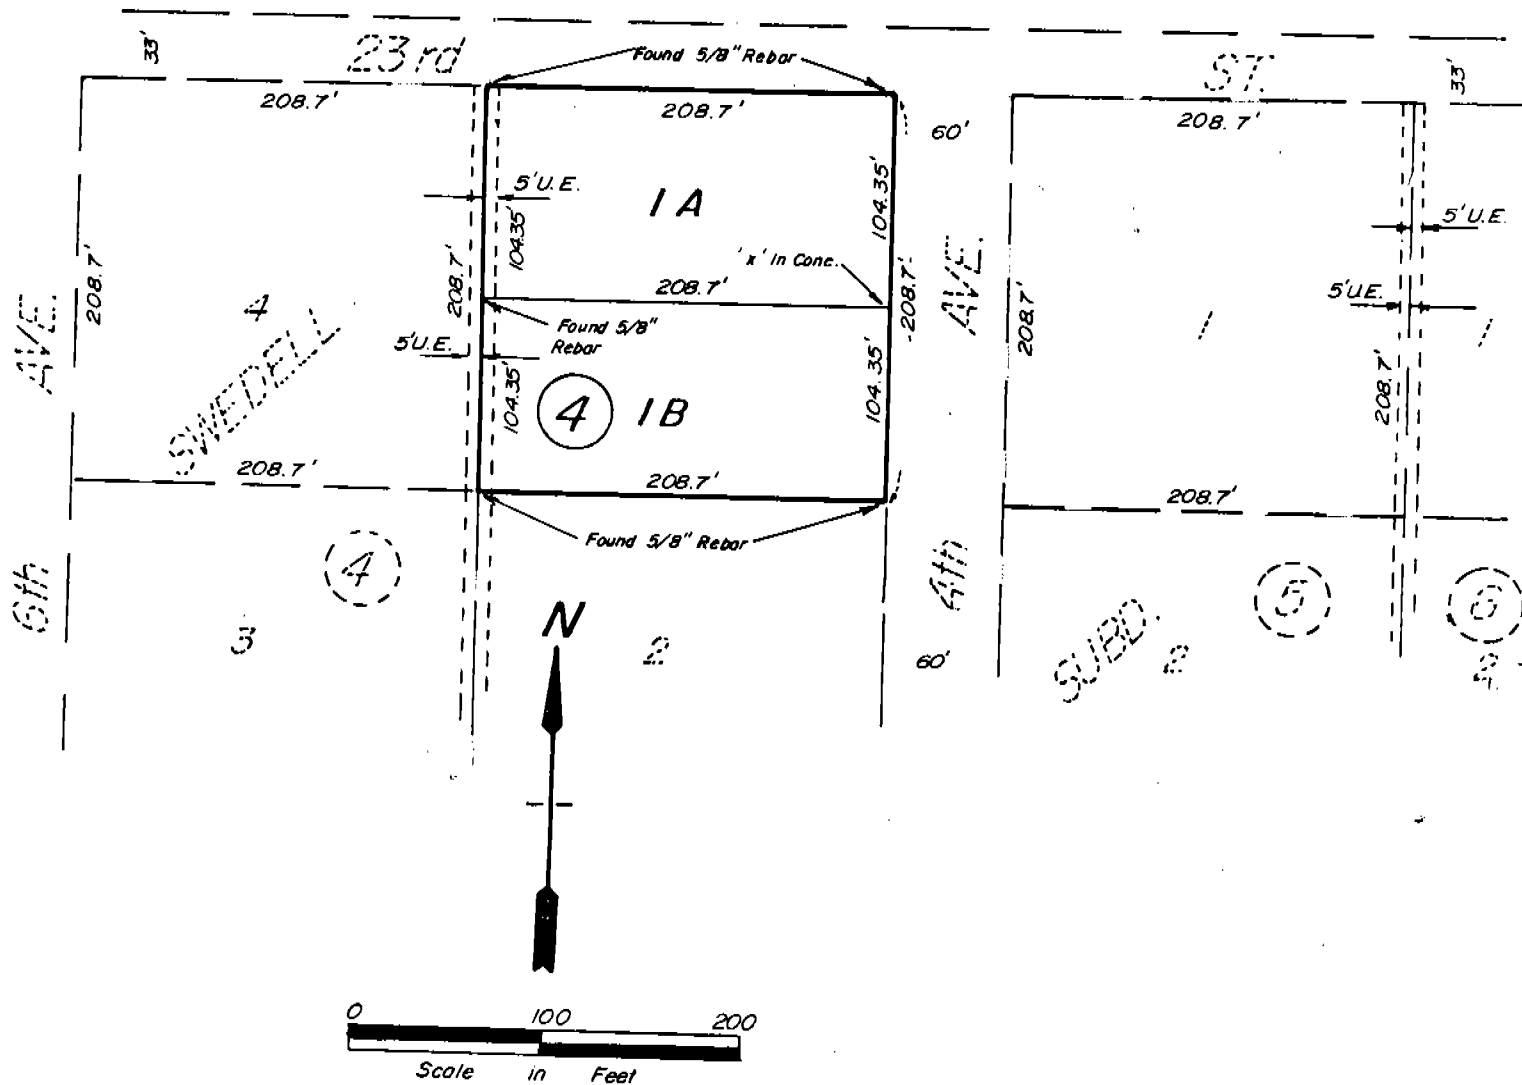 33'
23 rd
Found 5/8" Rebar
ST.
33'
208.7'
208.7'
60'
208.7'
5' U.E.
1 A
104.35'
104.35'
5' U.E.
'x' in Conc.
208.7'
208.7'
208.7'
208.7'
208.7'
AVE.
AVE.
4
SWEDELL
Found 5/8"
Rebar
5' U.E.
5' U.E.
1
1
104.35'
104.35'
4
1 B
208.7'
208.7'
208.7'
208.7'
208.7'
Found 5/8" Rebar
6th
4
4th
5
6
3
N
2
60'
SUBD.
2
2
0 100 200
Scale in Feet